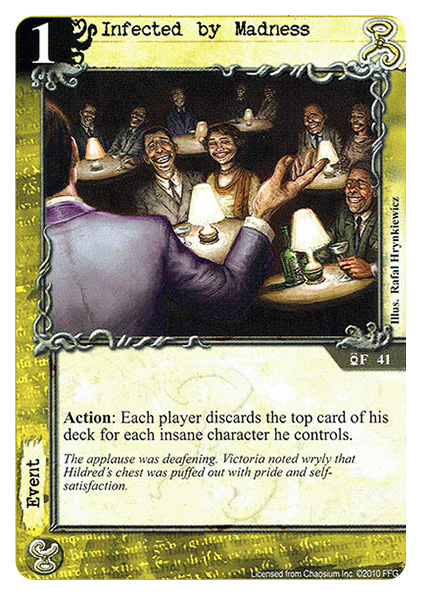 1
Infected by Madness
Illus. Rafał Hrynkiewicz
F 41
Action: Each player discards the top card of his
deck for each insane character he controls.
The applause was deafening. Victoria noted wryly that
Hildred's chest was puffed out with pride and self-
satisfaction.
Event
Licensed from Chaosium Inc. ©2010 FFG